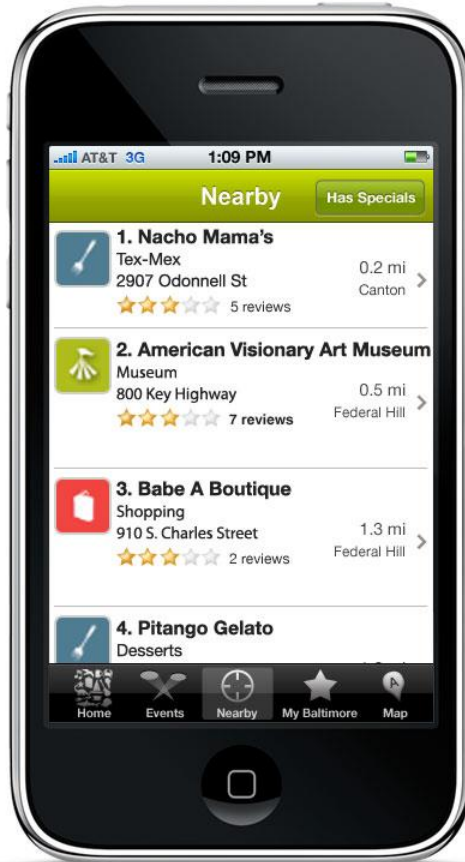 AT&T 3G 1:09 PM
Nearby Has Specials
1. Nacho Mama's
Tex-Mex
2907 Odonnell St
0.2 mi
Canton
5 reviews
2. American Visionary Art Museum
Museum
800 Key Highway
0.5 mi
Federal Hill
7 reviews
3. Babe A Boutique
Shopping
910 S. Charles Street
1.3 mi
Federal Hill
2 reviews
4. Pitango Gelato
Desserts
Home Events Nearby My Baltimore Map
A